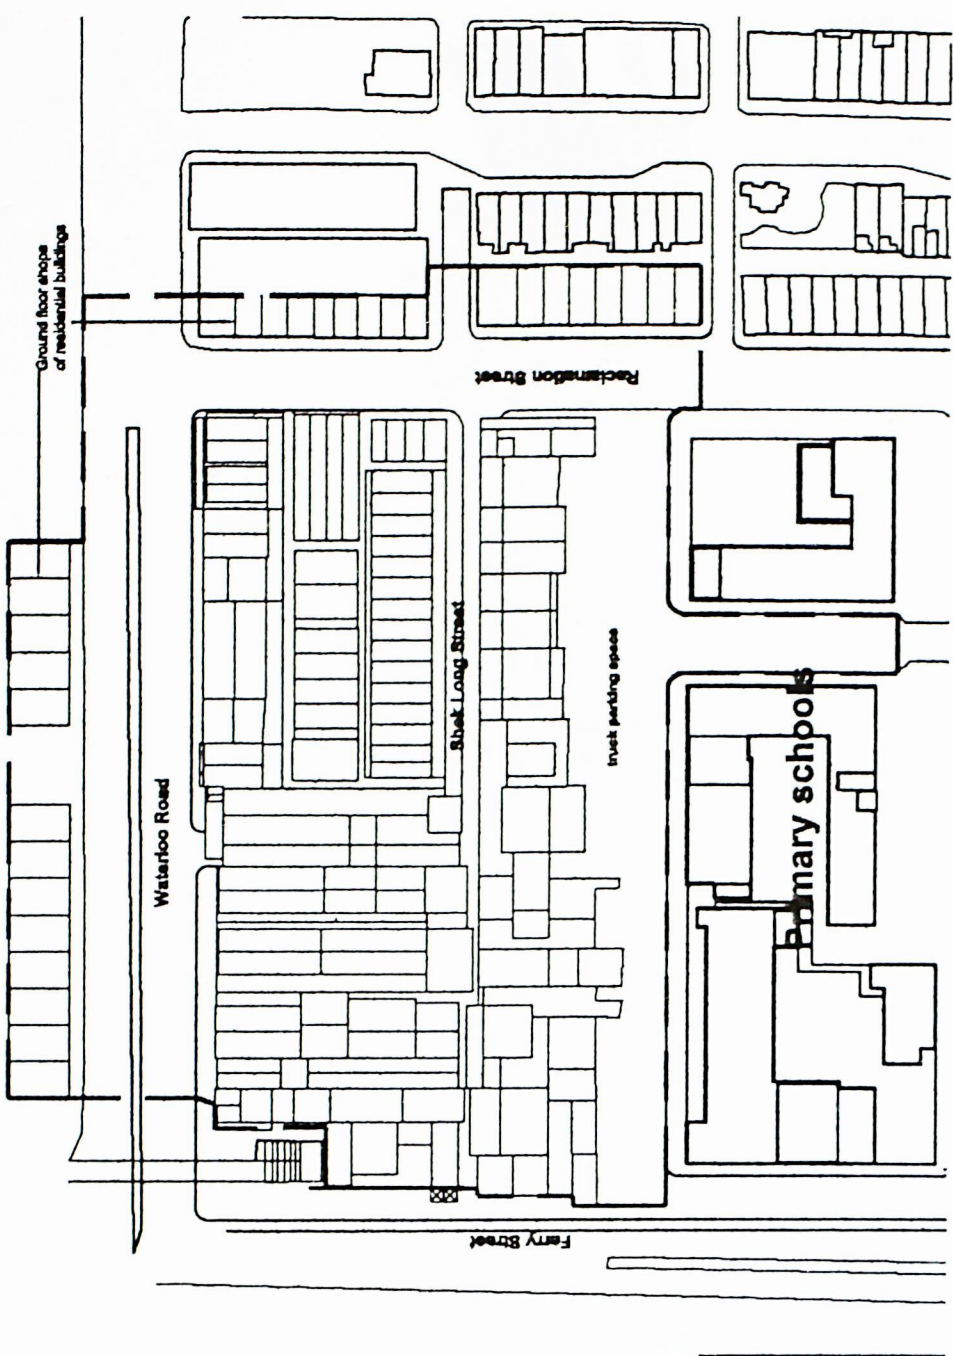 Ground floor shops
of residential buildings
Reclamation Street
Shek Long Street
truck parking space
Waterloo Road
Primary schools
Ferry Street